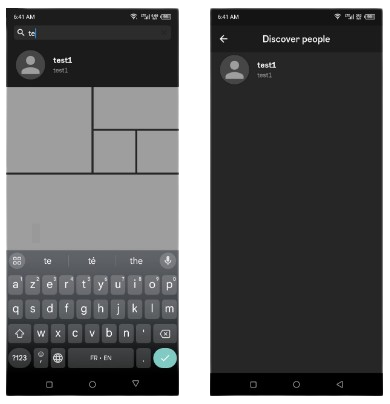 6:41 AM
te
test1
test1
te té the
a z e r t y u i o p
q s d f g h j k l m
w x c v b n '
?123 , FR • EN .
6:41 AM
Discover people
test1
test1